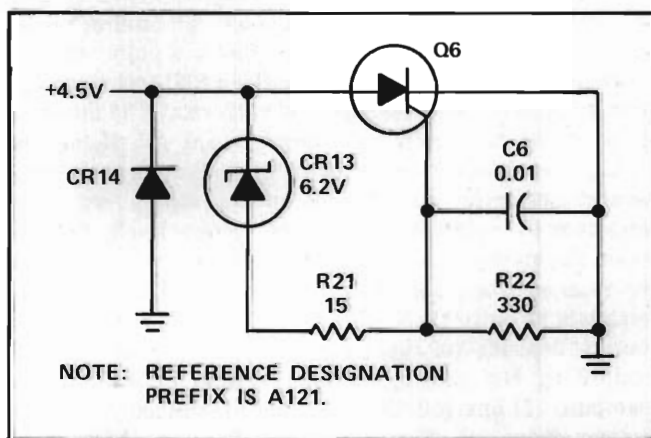 Q6
+4.5V
CR14
CR13
6.2V
C6
0.01
R21
15
R22
330
NOTE: REFERENCE DESIGNATION
PREFIX IS A121.